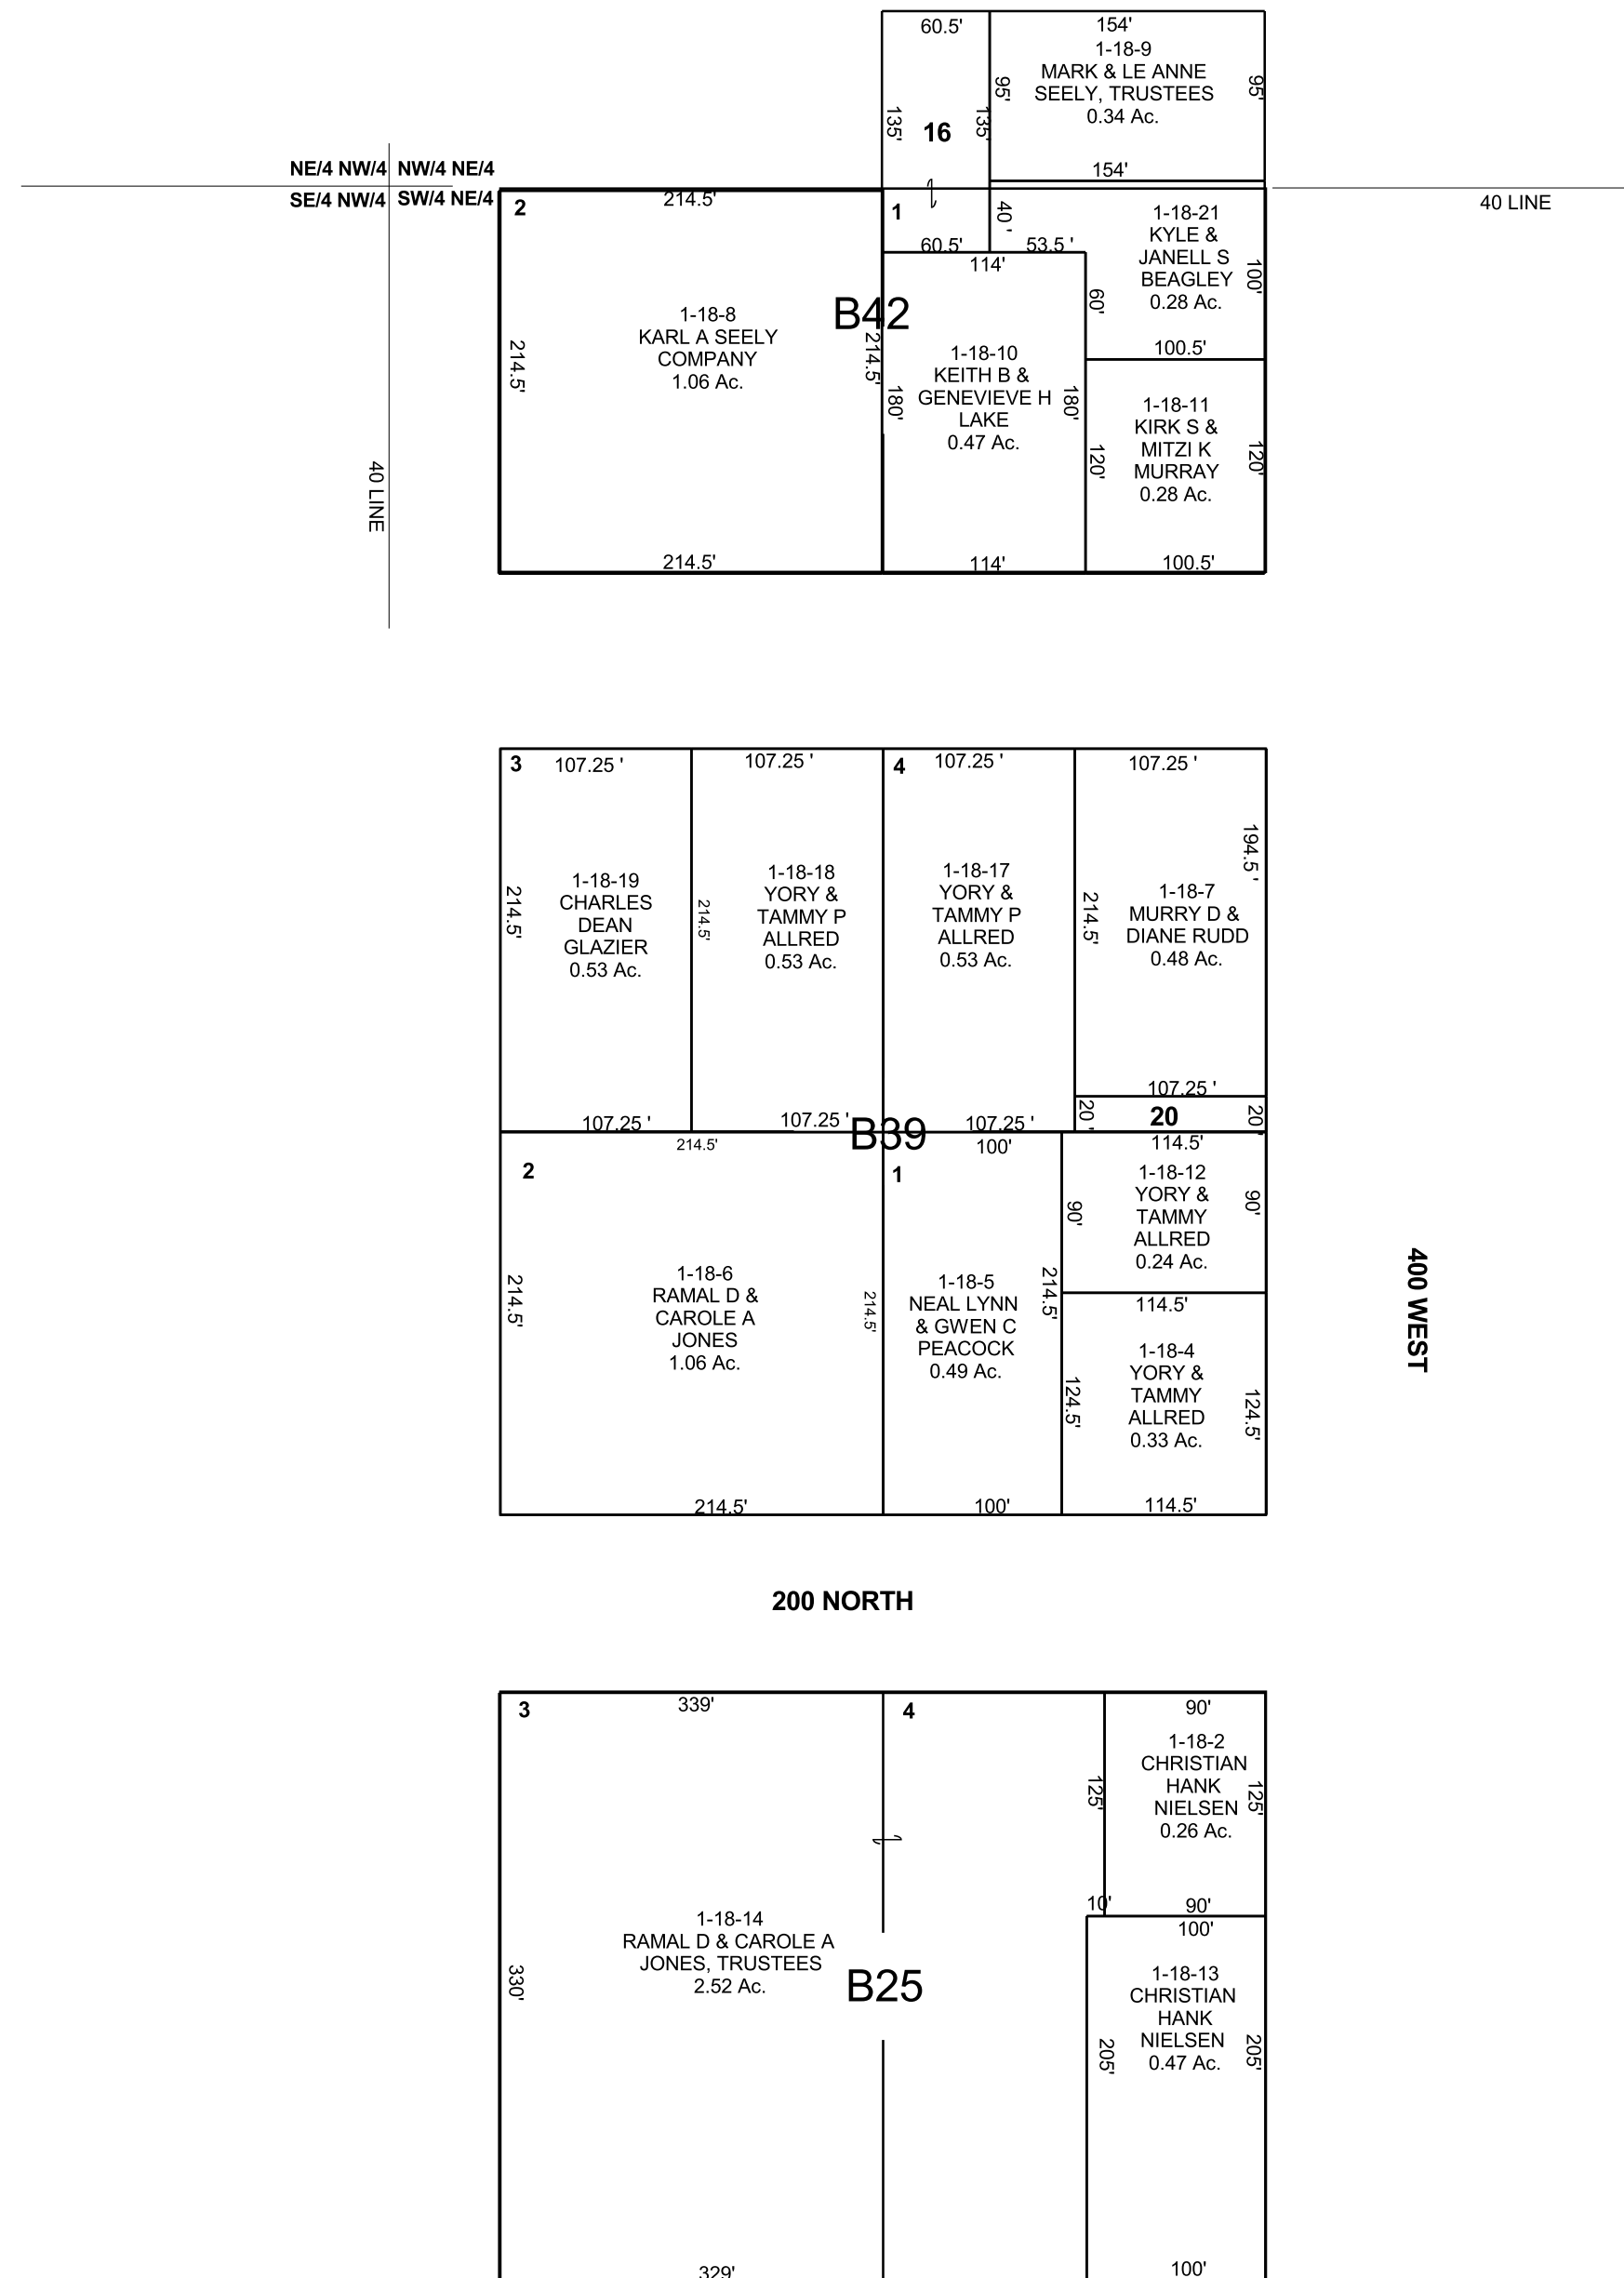 60.5'
154'
1-18-9
MARK & LE ANNE
SEELY, TRUSTEES
0.34 Ac.
95'
95'
135'
135'
16
154'
NE/4 NW/4
NW/4 NE/4
SE/4 NW/4
SW/4 NE/4
40 LINE
40 LINE
2
214.5'
1-18-8
KARL A SEELY
COMPANY
1.06 Ac.
214.5'
214.5'
214.5'
B42
1
40 '
60.5'
53.5 '
114'
1-18-10
KEITH B &
GENEVIEVE H
LAKE
0.47 Ac.
180'
180'
114'
1-18-21
KYLE &
JANELL S
BEAGLEY
0.28 Ac.
100'
60'
100.5'
1-18-11
KIRK S &
MITZI K
MURRAY
0.28 Ac.
120'
120'
100.5'
3
107.25 '
107.25 '
4
107.25 '
107.25 '
1-18-19
CHARLES
DEAN
GLAZIER
0.53 Ac.
214.5'
214.5'
1-18-18
YORY &
TAMMY P
ALLRED
0.53 Ac.
1-18-17
YORY &
TAMMY P
ALLRED
0.53 Ac.
214.5'
194.5 '
1-18-7
MURRY D &
DIANE RUDD
0.48 Ac.
107.25 '
107.25 '
107.25 '
107.25 '
20 '
20
20 '
B39
214.5'
2
1-18-6
RAMAL D &
CAROLE A
JONES
1.06 Ac.
214.5'
214.5'
214.5'
100'
1
1-18-5
NEAL LYNN
& GWEN C
PEACOCK
0.49 Ac.
214.5'
100'
114.5'
1-18-12
YORY &
TAMMY
ALLRED
0.24 Ac.
90'
90'
114.5'
1-18-4
YORY &
TAMMY
ALLRED
0.33 Ac.
124.5'
124.5'
114.5'
400 WEST
200 NORTH
3
339'
4
90'
1-18-2
CHRISTIAN
HANK
NIELSEN
0.26 Ac.
125'
125'
10'
90'
100'
1-18-14
RAMAL D & CAROLE A
JONES, TRUSTEES
2.52 Ac.
330'
B25
1-18-13
CHRISTIAN
HANK
NIELSEN
0.47 Ac.
205'
205'
329'
100'